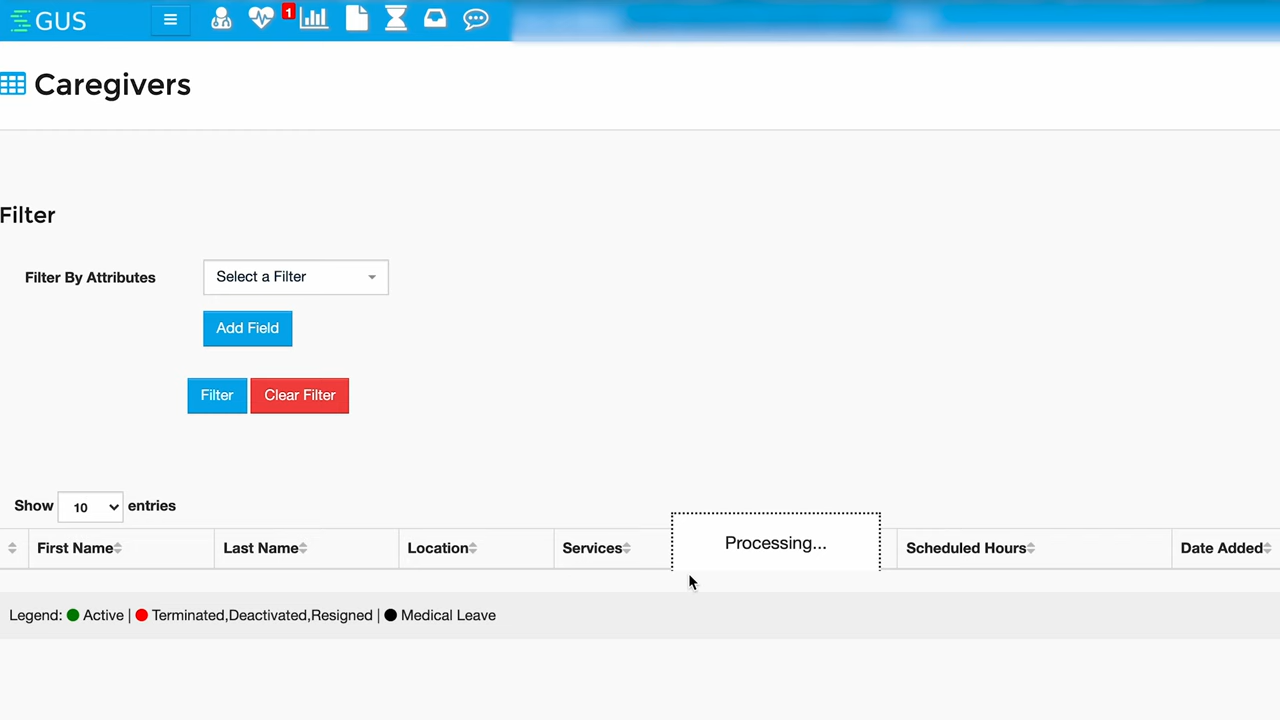 GUS
1
Caregivers
Filter
Filter By Attributes
Select a Filter
Add Field
Filter Clear Filter
Show 10 entries
First Name Last Name Location Services Processing... Scheduled Hours Date Added
Legend: Active | Terminated,Deactivated,Resigned | Medical Leave